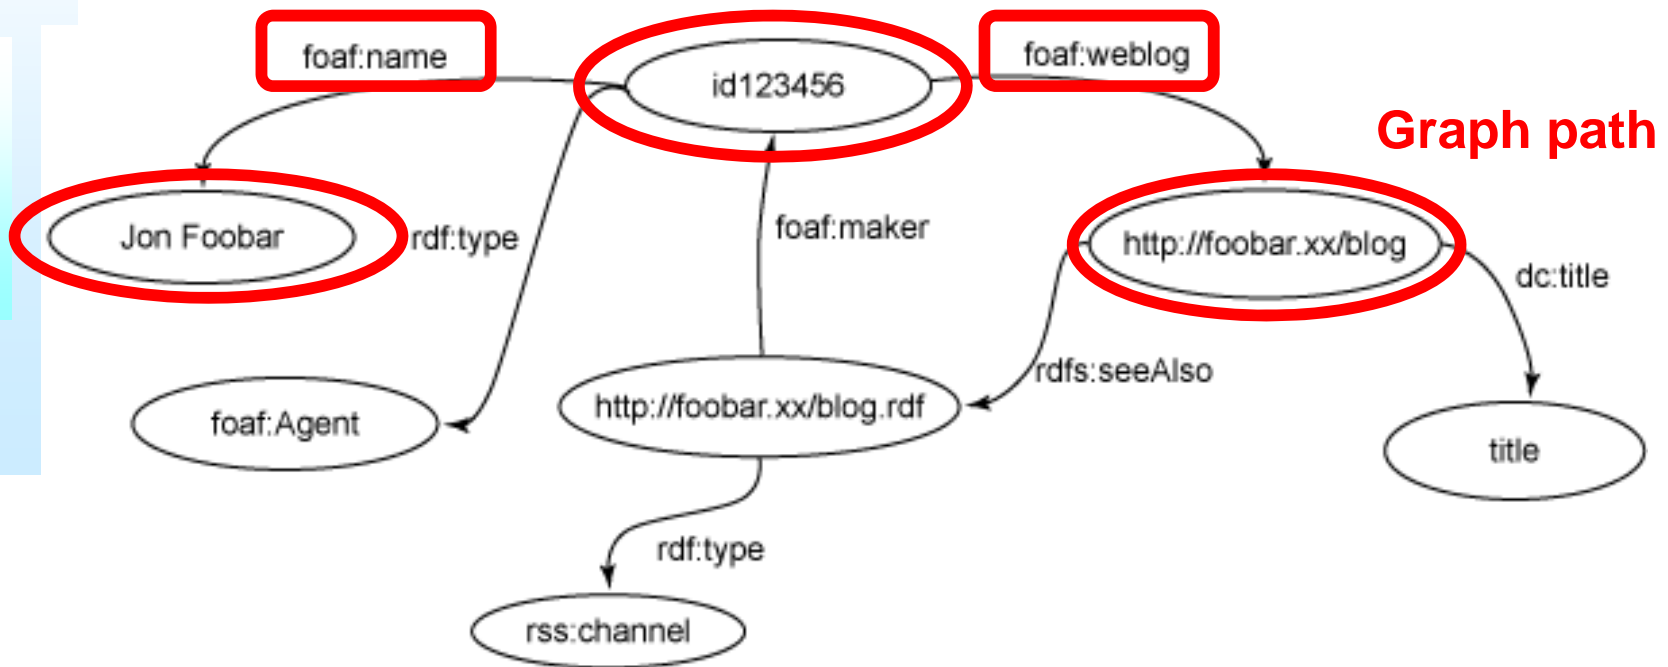 foaf:name
id123456
foaf:weblog
Graph path
Jon Foobar
rdf:type
foaf:maker
http://foobar.xx/blog
dc:title
rdfs:seeAlso
foaf:Agent
http://foobar.xx/blog.rdf
title
rdf:type
rss:channel